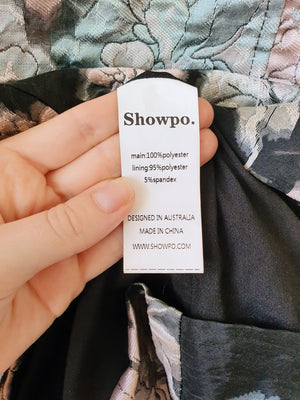 Showpo.
main:100%polyester
lining:95%polyester
5%spandex
DESIGNED IN AUSTRALIA
MADE IN CHINA
WWW.SHOWPO.COM